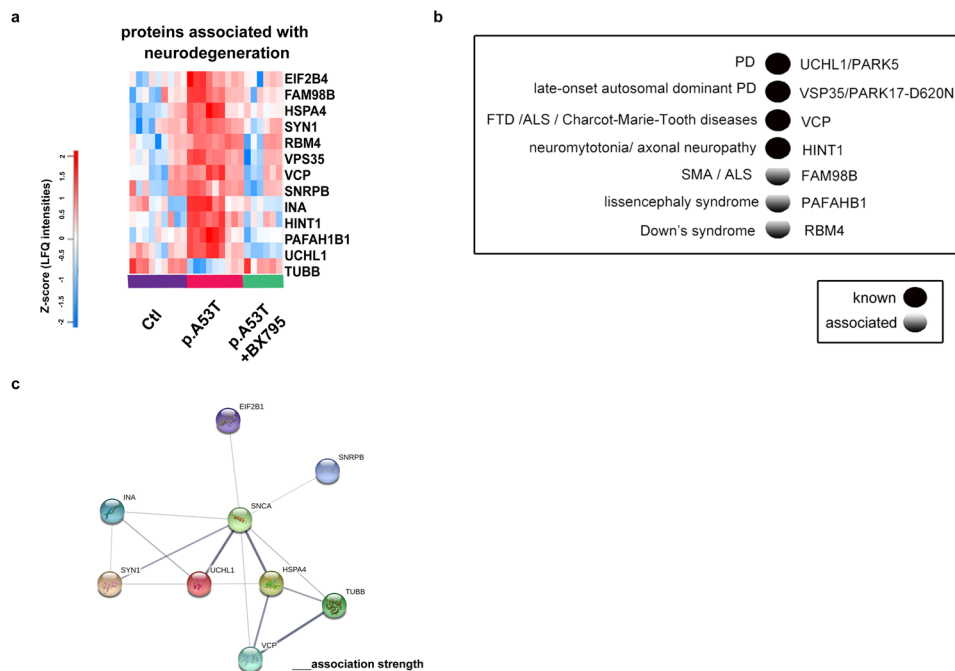 a
proteins associated with
neurodegeneration
EIF2B4
FAM98B
HSPA4
SYN1
RBM4
VPS35
VCP
SNRPB
INA
HINT1
PAFAH1B1
UCHL1
TUBB
Z-score (LFQ intensities)
2
1.5
1
0.5
0
-0.5
-1
-1.5
-2
Ctl
p.A53T
p.A53T
+BX795
b
PD UCHL1/PARK5
late-onset autosomal dominant PD VSP35/PARK17-D620N
FTD /ALS / Charcot-Marie-Tooth diseases VCP
neuromytotonia/ axonal neuropathy HINT1
SMA / ALS FAM98B
lissencephaly syndrome PAFAHB1
Down's syndrome RBM4
known
associated
c
EIF2B1
SNRPB
INA
SNCA
SYN1
UCHL1
HSPA4
TUBB
VCP
___association strength